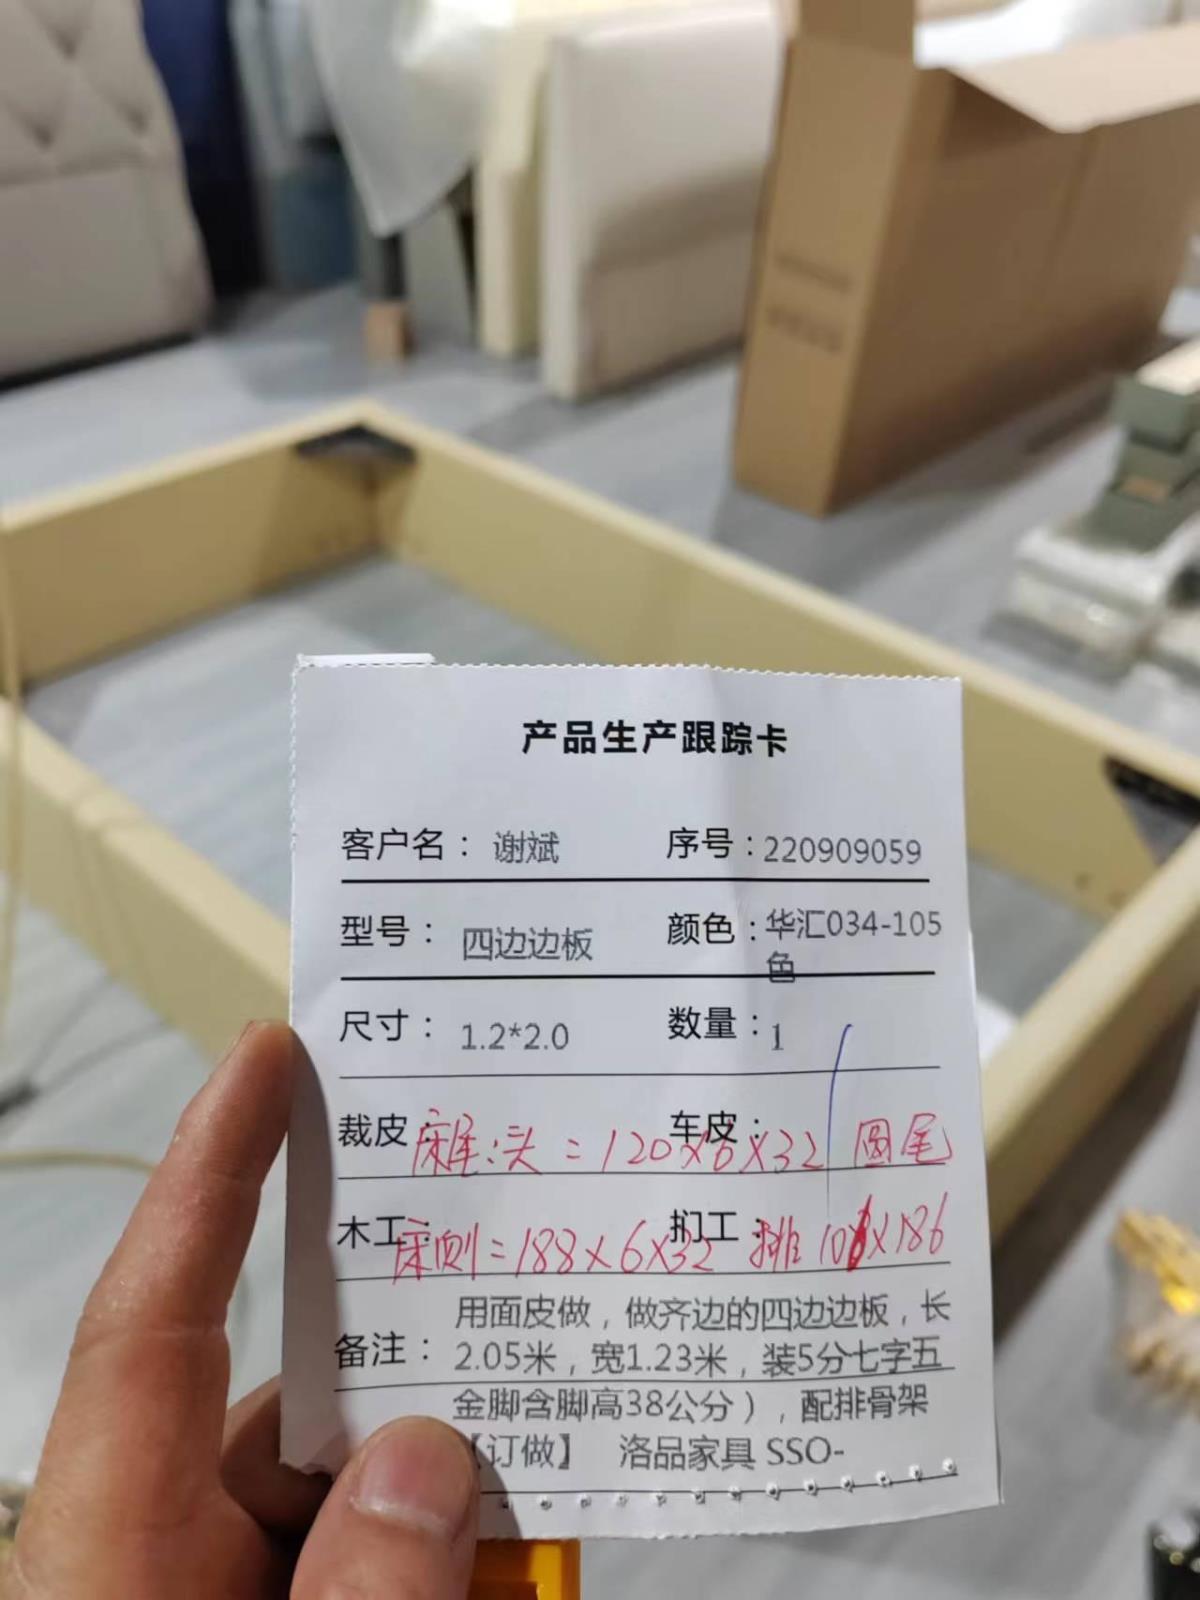 产品生产跟踪卡
客户名： 谢斌 序号：220909059
型号： 四边边板 颜色：华汇034-105
色
尺寸： 1.2*2.0 数量：1
裁皮： 车皮：
床尾:头=120×6×32 圆尾
木工： 扪工：
床侧=188×6×32 排 ×186
备注： 用面皮做，做齐边的四边边板，长
2.05米，宽1.23米，装5分七字五
金脚含脚高38公分），配排骨架
【订做】 洛品家具 SSO-